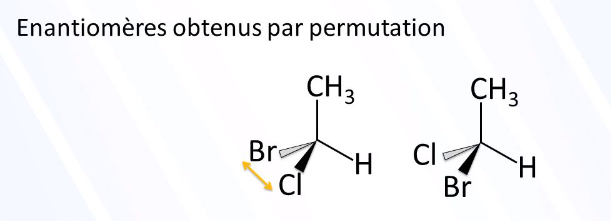 Enantiomères obtenus par permutation
CH₃ CH₃
Br H Cl H
Cl Br